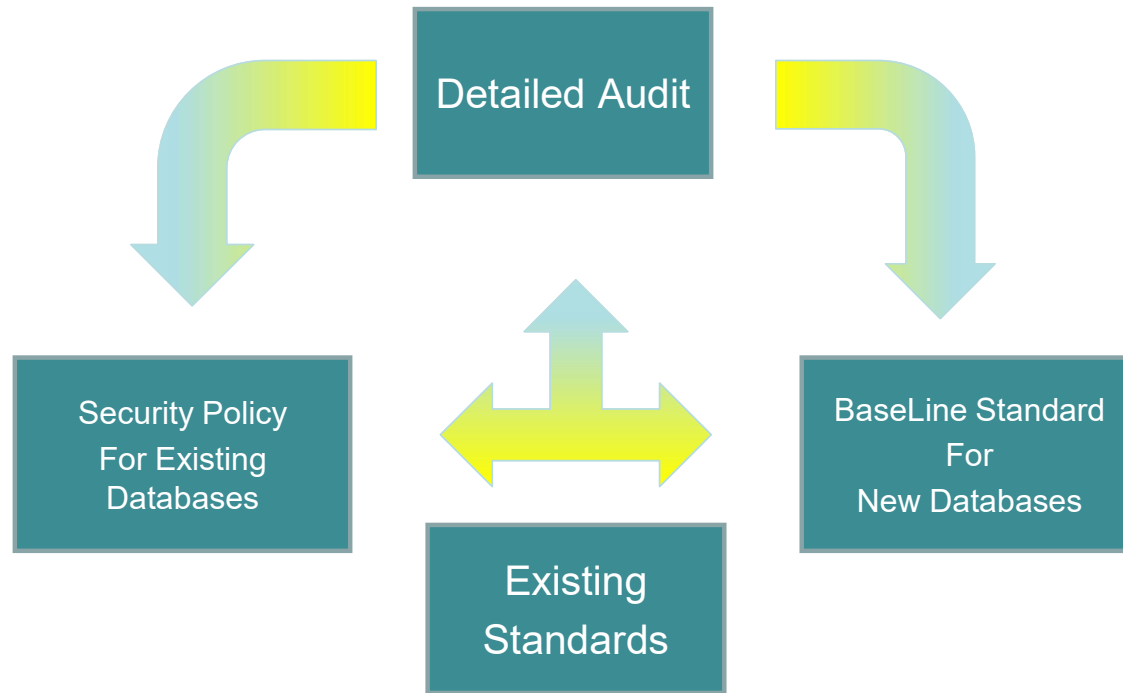 Detailed Audit
Security Policy
For Existing
Databases
BaseLine Standard
For
New Databases
Existing
Standards